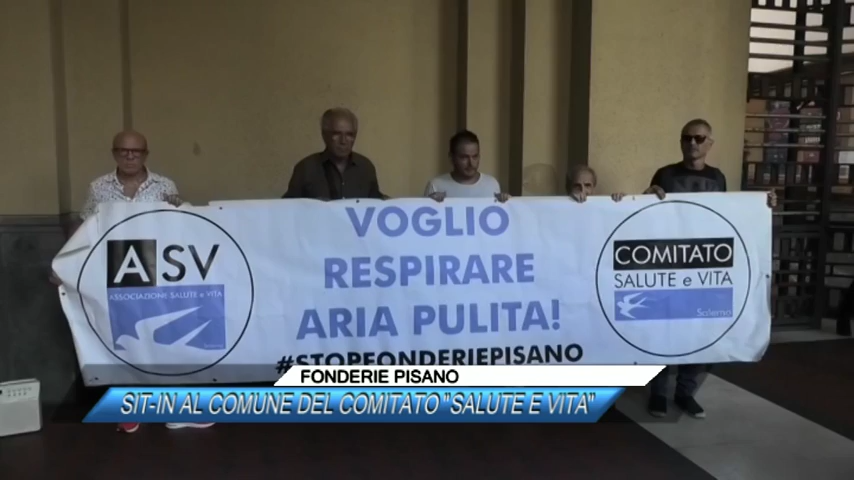 VOGLIO
RESPIRARE
ARIA PULITA!
#STOPFONDERIEPISANO
ASV
ASSOCIAZIONE SALUTE e VITA
COMITATO
SALUTE e VITA
Salerno
FONDERIE PISANO
SIT-IN AL COMUNE DEL COMITATO "SALUTE E VITA"